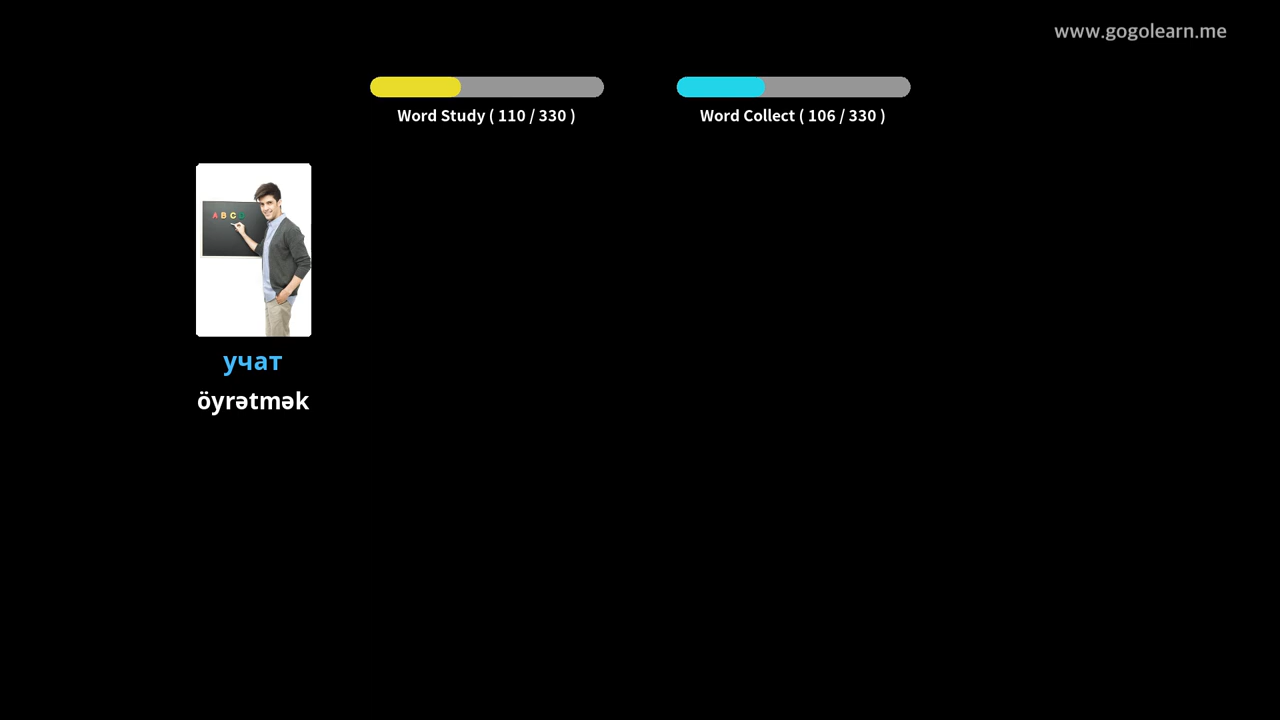 www.gogolearn.me
Word Study ( 110 / 330 )
Word Collect ( 106 / 330 )
A B C D
учат
öyrətmək